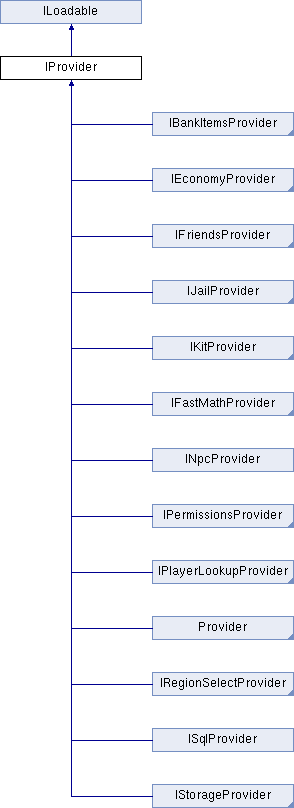 ILoadable
IProvider
IBankItemsProvider
IEconomyProvider
IFriendsProvider
IJailProvider
IKitProvider
IFastMathProvider
INpcProvider
IPermissionsProvider
IPlayerLookupProvider
Provider
IRegionSelectProvider
ISqlProvider
IStorageProvider